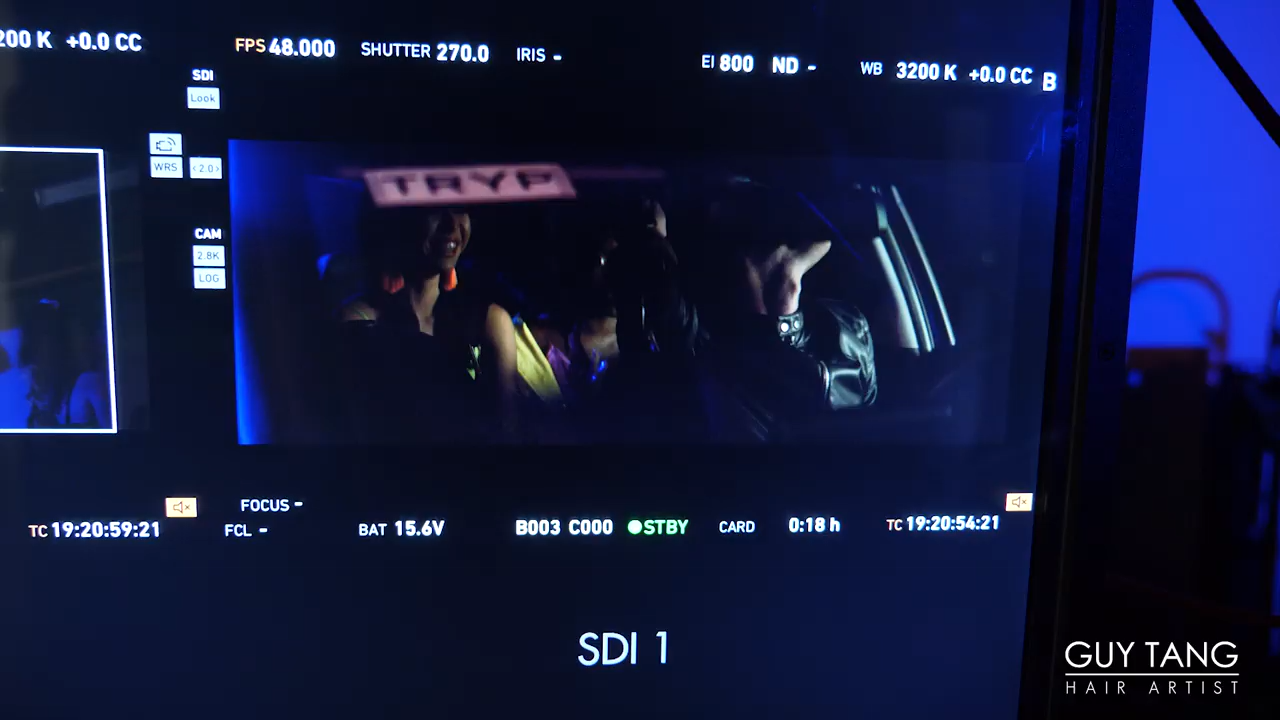 200 K +0.0 CC
FPS 48.000 SHUTTER 270.0 IRIS -
EI 800 ND - WB 3200 K +0.0 CC B
SDI
Look
WRS <2.0>
TRYP
CAM
2.8K
LOG
FOCUS -
TC 19:20:59:21 FCL - BAT 15.6V B003 C000 STBY CARD 0:18 h TC 19:20:54:21
SDI 1
GUY TANG
HAIR ARTIST